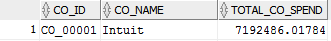 CO_ID CO_NAME TOTAL_CO_SPEND
1 CO_00001 Intuit 7192486.01784